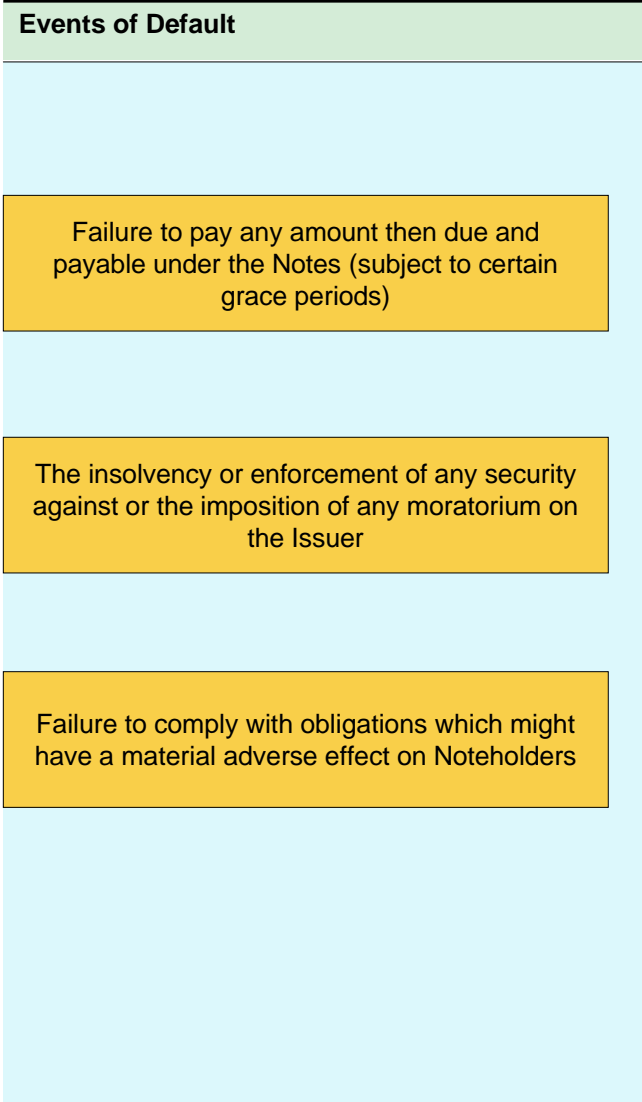 Events of Default
Failure to pay any amount then due and
payable under the Notes (subject to certain
grace periods)
The insolvency or enforcement of any security
against or the imposition of any moratorium on
the Issuer
Failure to comply with obligations which might
have a material adverse effect on Noteholders